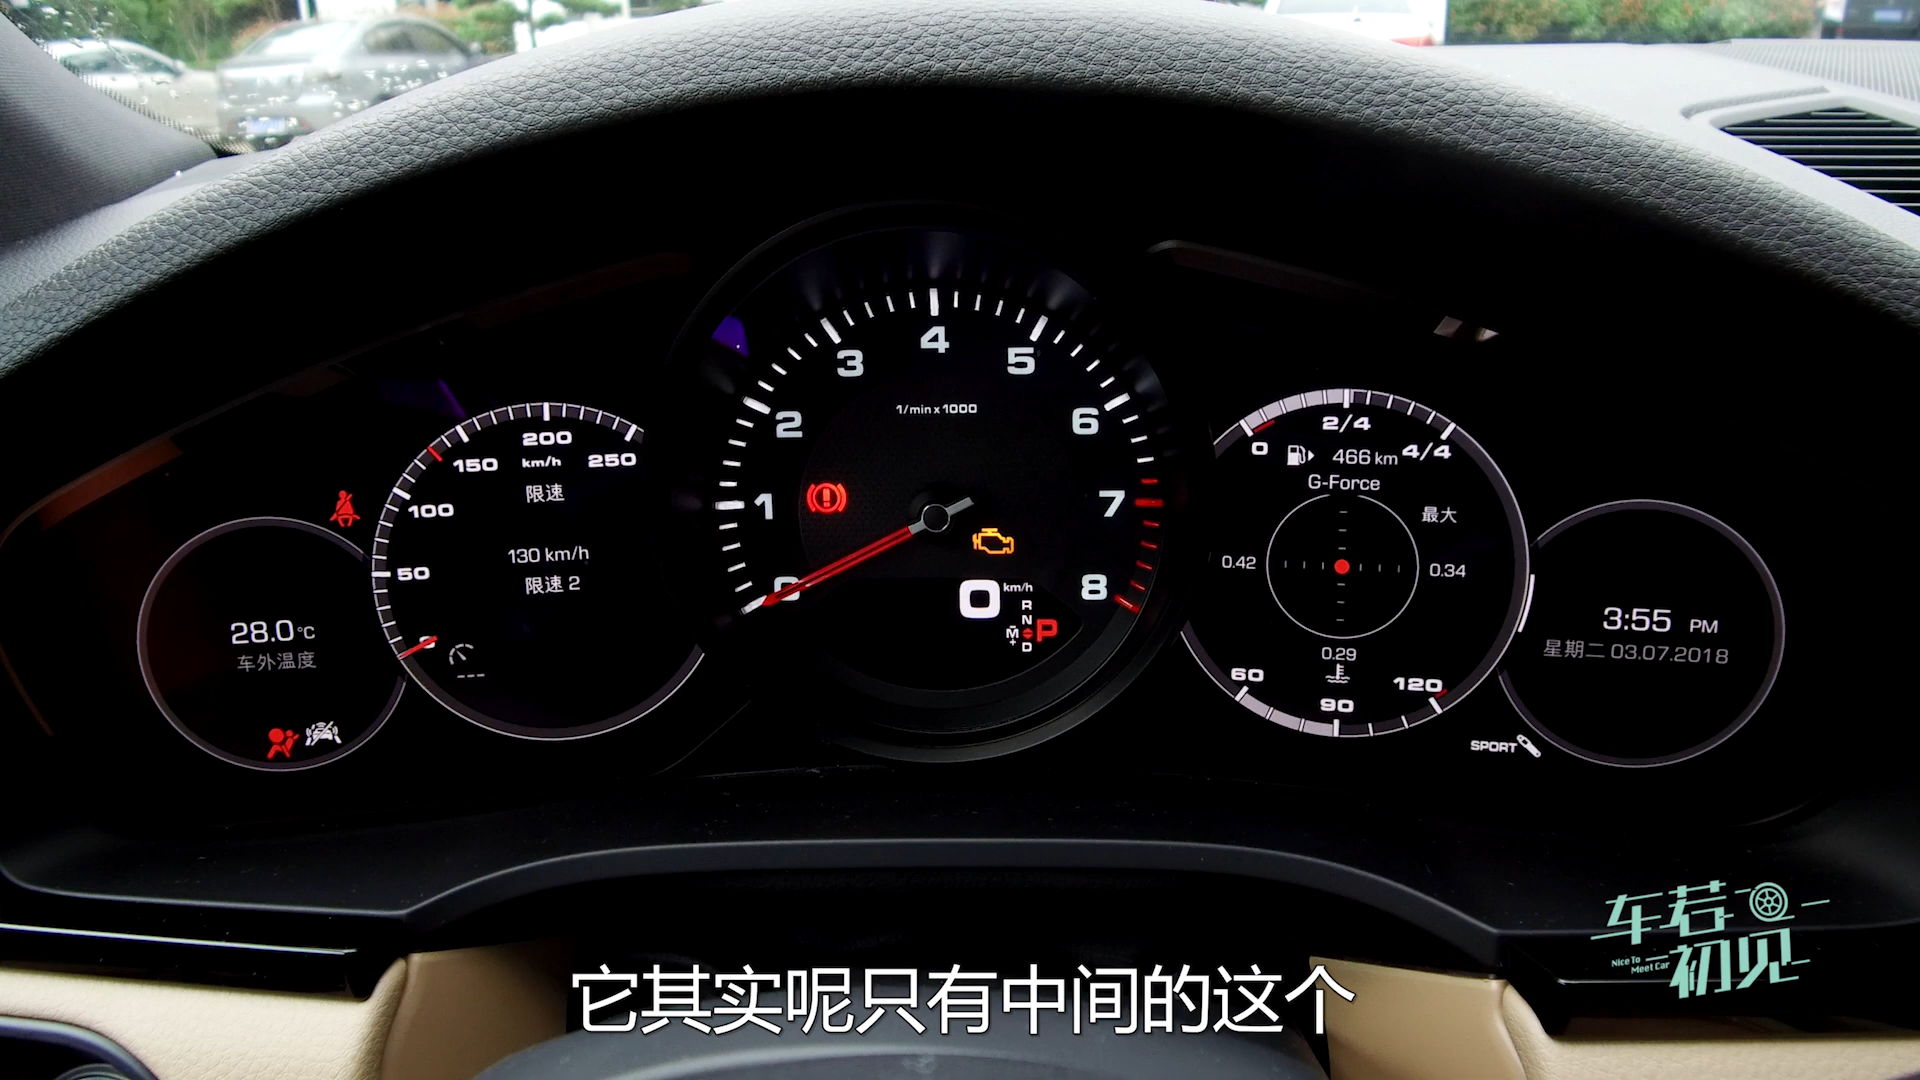 28.0°C
车外温度
0
50
100
150
200
250
km/h
限速
130 km/h
限速 2
---
0
1
2
3
4
5
6
7
8
1/min x 1000
0 km/h
R
N
M
+
-
P
D
0
2/4
4/4
466 km
G-Force
最大
0.42
0.34
0.29
60
90
120
SPORT
3:55 PM
星期二 03.07.2018
车若
初见
Nice To
Meet Car
它其实呢只有中间的这个